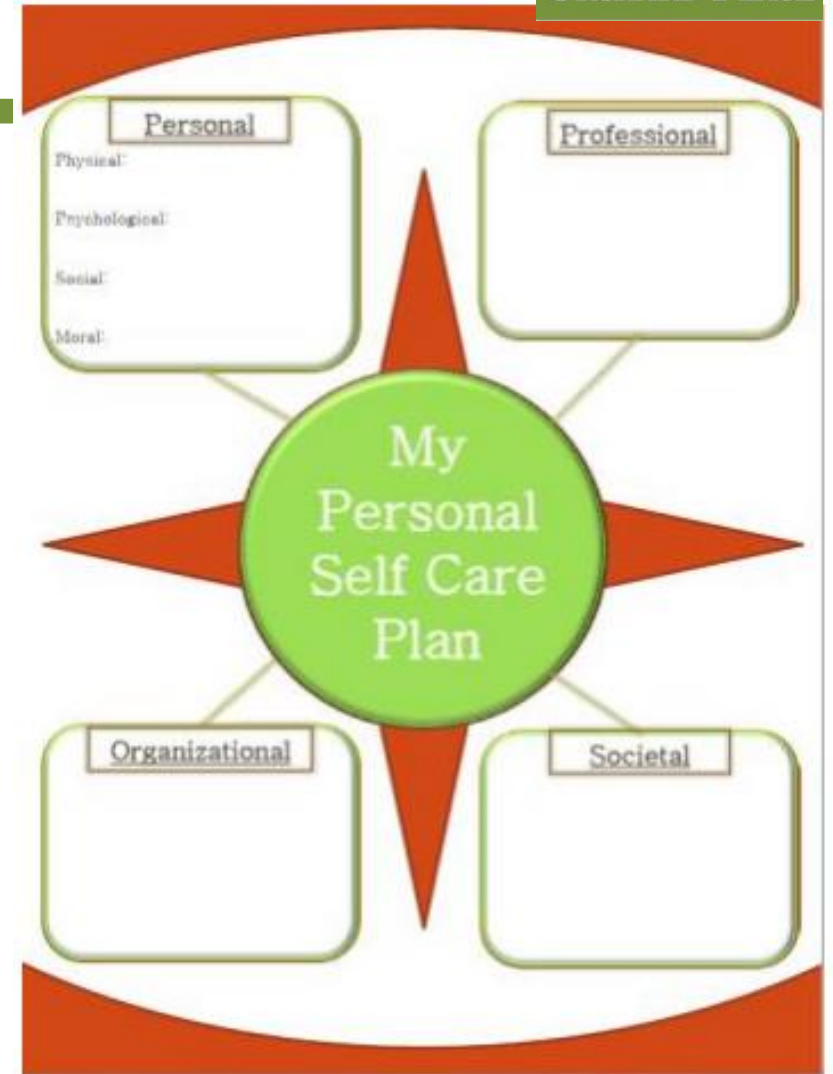 Personal
Physical:
Psychological:
Social:
Moral:
Professional
My
Personal
Self Care
Plan
Organizational
Societal